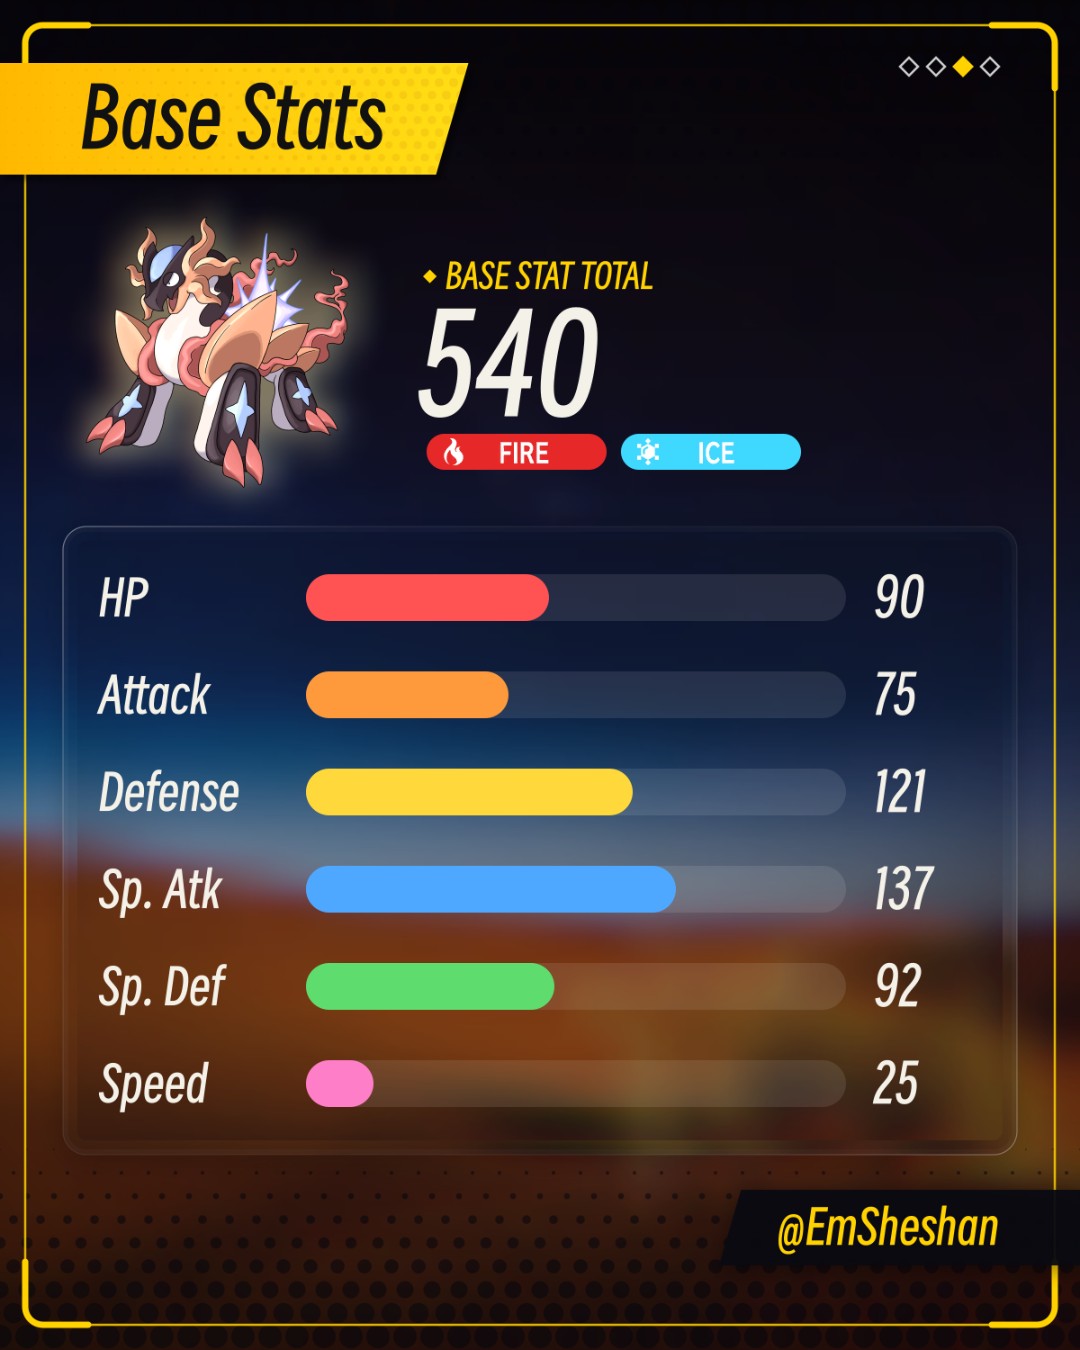 Base Stats
BASE STAT TOTAL
540
FIRE ICE
HP 90
Attack 75
Defense 121
Sp. Atk 137
Sp. Def 92
Speed 25
@EmSheshan